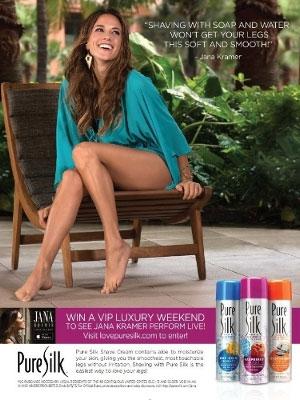 "SHAVING WITH SOAP AND WATER
WON'T GET YOUR LEGS
THIS SOFT AND SMOOTH!"
- Jana Kramer
JANA
KRAMER
WIN A VIP LUXURY WEEKEND
TO SEE JANA KRAMER PERFORM LIVE!
Visit lovepuresilk.com to enter!
PureSilk
Pure Silk Shave Cream contains aloe to moisturize
your skin, giving you the smoothest, most touchable
legs without irritation. Shaving with Pure Silk is the
easiest way to love your legs!
Pure
Silk
Pure
Silk
Pure
Silk